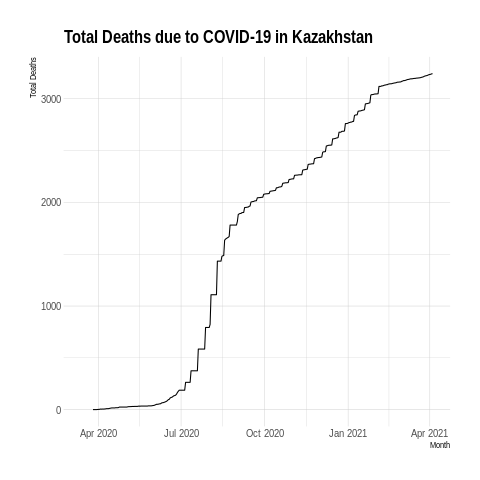 Total Deaths due to COVID-19 in Kazakhstan
Total Deaths
3000
2000
1000
0
Apr 2020 Jul 2020 Oct 2020 Jan 2021 Apr 2021
Month